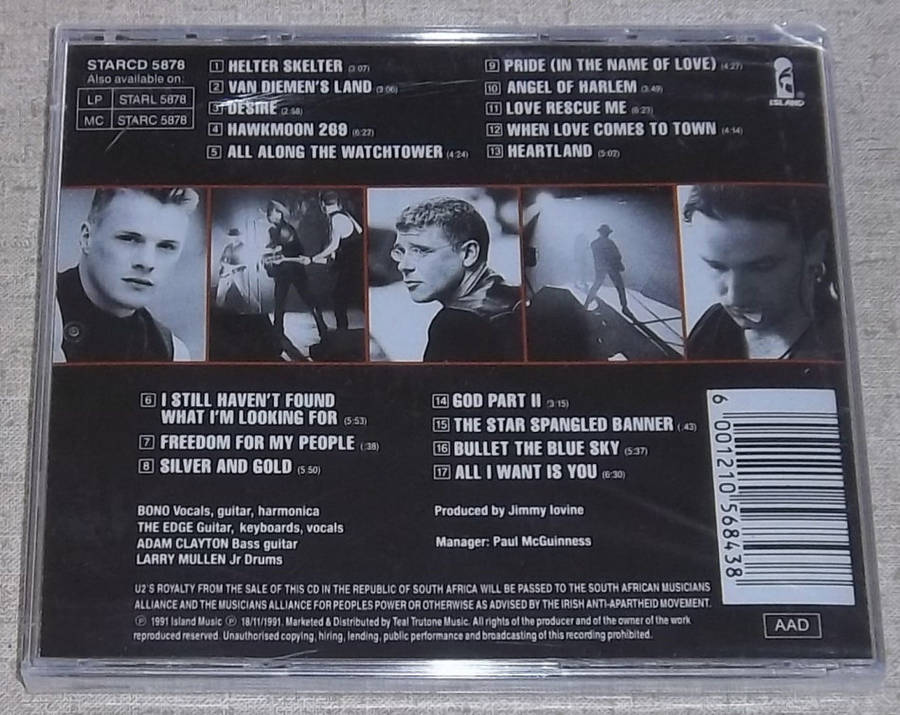 STARCD 5878
Also available on:
LP STARL 5878
MC STARC 5878
1 HELTER SKELTER (3:07)
2 VAN DIEMEN'S LAND (3:06)
3 DESIRE (2:58)
4 HAWKMOON 269 (6:22)
5 ALL ALONG THE WATCHTOWER (4:24)
9 PRIDE (IN THE NAME OF LOVE) (4:27)
10 ANGEL OF HARLEM (3:49)
11 LOVE RESCUE ME (6:23)
12 WHEN LOVE COMES TO TOWN (4:14)
13 HEARTLAND (5:02)
ISLAND
6 I STILL HAVEN'T FOUND
WHAT I'M LOOKING FOR (5:53)
7 FREEDOM FOR MY PEOPLE (:38)
8 SILVER AND GOLD (5:50)
14 GOD PART II (3:15)
15 THE STAR SPANGLED BANNER (:43)
16 BULLET THE BLUE SKY (5:37)
17 ALL I WANT IS YOU (6:30)
6 001210 568438
BONO Vocals, guitar, harmonica
THE EDGE Guitar, keyboards, vocals
ADAM CLAYTON Bass guitar
LARRY MULLEN Jr Drums
Produced by Jimmy Iovine
Manager: Paul McGuinness
U2'S ROYALTY FROM THE SALE OF THIS CD IN THE REPUBLIC OF SOUTH AFRICA WILL BE PASSED TO THE SOUTH AFRICAN MUSICIANS
ALLIANCE AND THE MUSICIANS ALLIANCE FOR PEOPLES POWER OR OTHERWISE AS ADVISED BY THE IRISH ANTI-APARTHEID MOVEMENT.
℗ 1991 Island Music ℗ 18/11/1991. Marketed & Distributed by Teal Trutone Music. All rights of the producer and of the owner of the work
reproduced reserved. Unauthorised copying, hiring, lending, public performance and broadcasting of this recording prohibited.
AAD